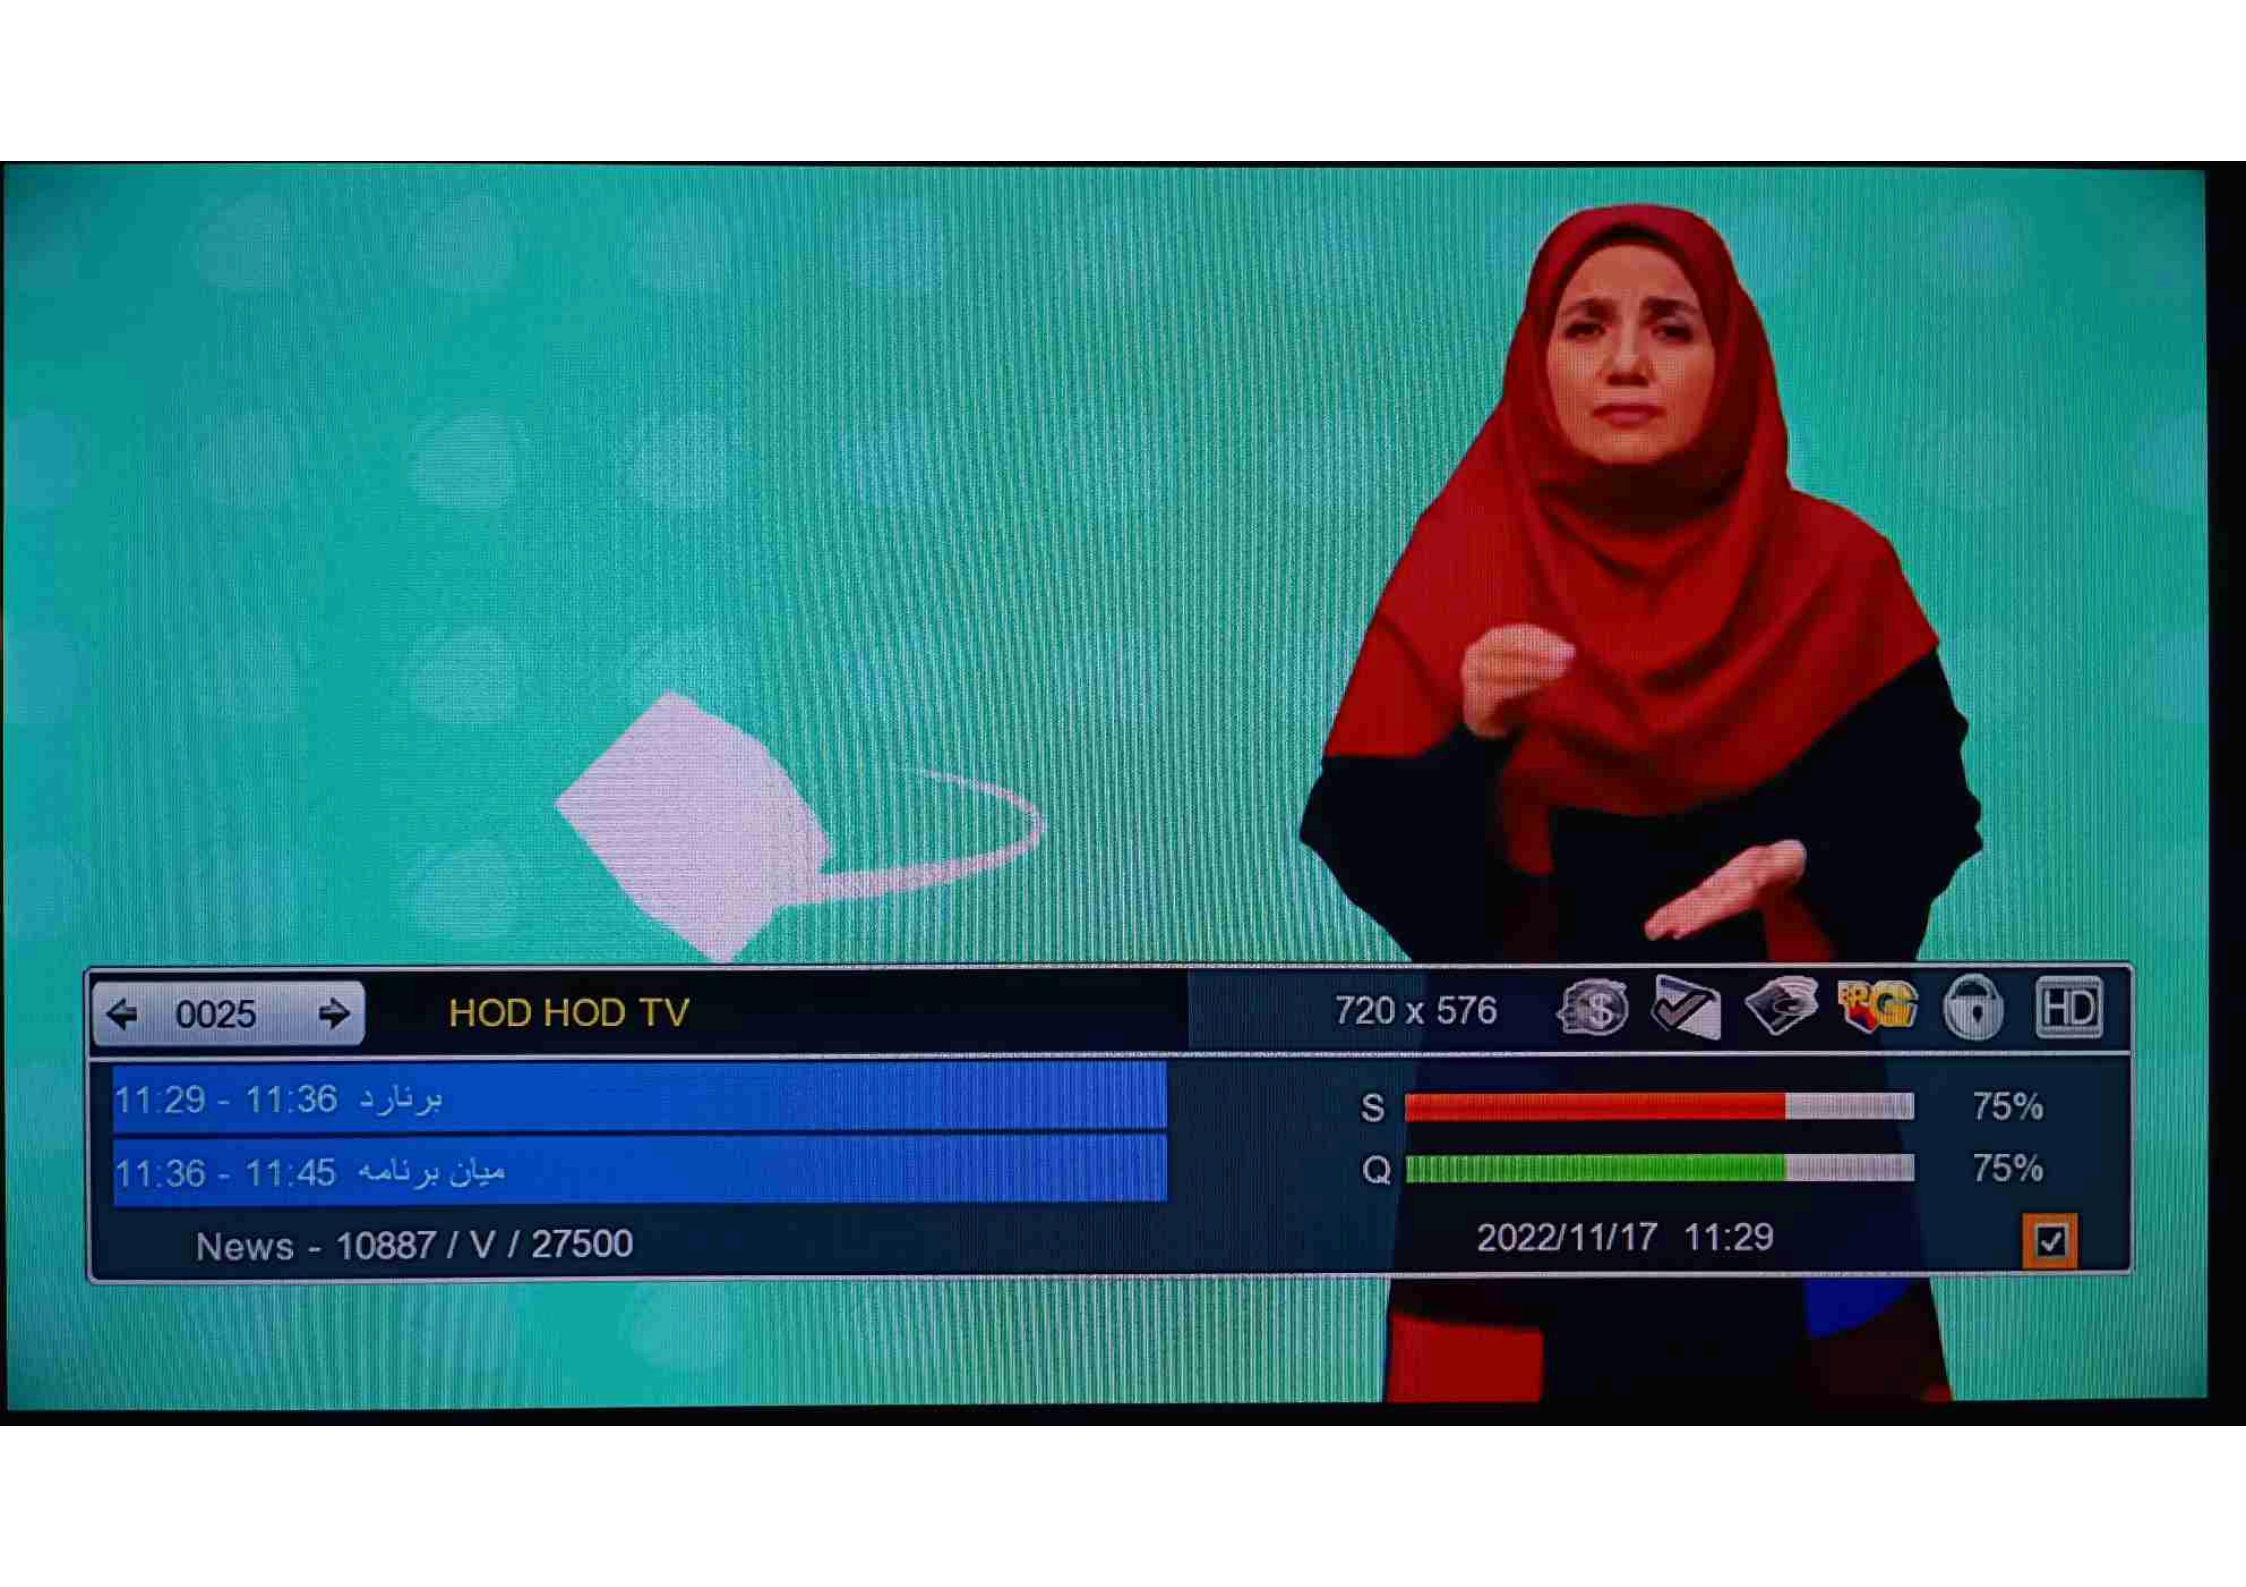 0025 HOD HOD TV 720 x 576 HD
11:29 - 11:36 برنارد
11:36 - 11:45 میان برنامه
S 75%
Q 75%
News - 10887 / V / 27500
2022/11/17 11:29